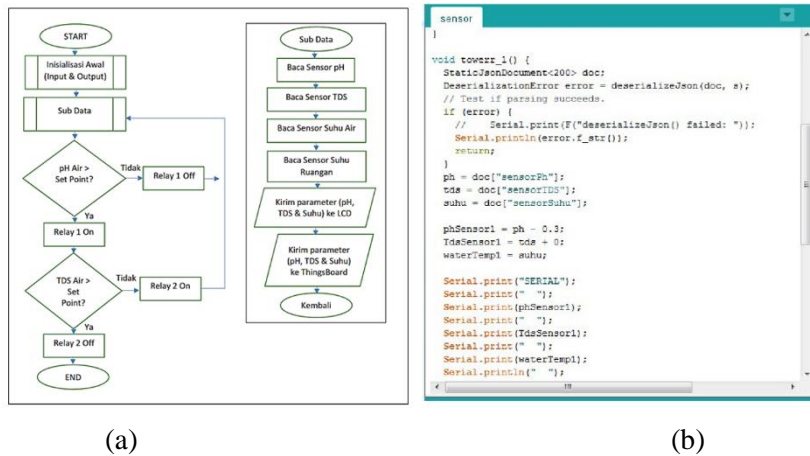 START
Inisialisasi Awal
(Input & Output)
Sub Data
pH Air >
Set Point?
Tidak
Relay 1 Off
Ya
Relay 1 On
TDS Air >
Set
Point?
Tidak
Relay 2 On
Ya
Relay 2 Off
END
Sub Data
Baca Sensor pH
Baca Sensor TDS
Baca Sensor Suhu Air
Baca Sensor Suhu
Ruangan
Kirim parameter (pH,
TDS & Suhu) ke LCD
Kirim parameter
(pH, TDS & Suhu)
ke ThingsBoard
Kembali
(a)
sensor
}
void towerr_1() {
StaticJsonDocument<200> doc;
DeserializationError error = deserializeJson(doc, s);
// Test if parsing succeeds.
if (error) {
// Serial.print(F("deserializeJson() failed: "));
Serial.println(error.f_str());
return;
}
ph = doc["sensorPh"];
tds = doc["sensorTDS"];
suhu = doc["sensorSuhu"];
phSensor1 = ph - 0.3;
TdsSensor1 = tds + 0;
waterTemp1 = suhu;
Serial.print("SERIAL");
Serial.print(" ");
Serial.print(phSensor1);
Serial.print(" ");
Serial.print(TdsSensor1);
Serial.print(" ");
Serial.print(waterTemp1);
Serial.println(" ");
(b)